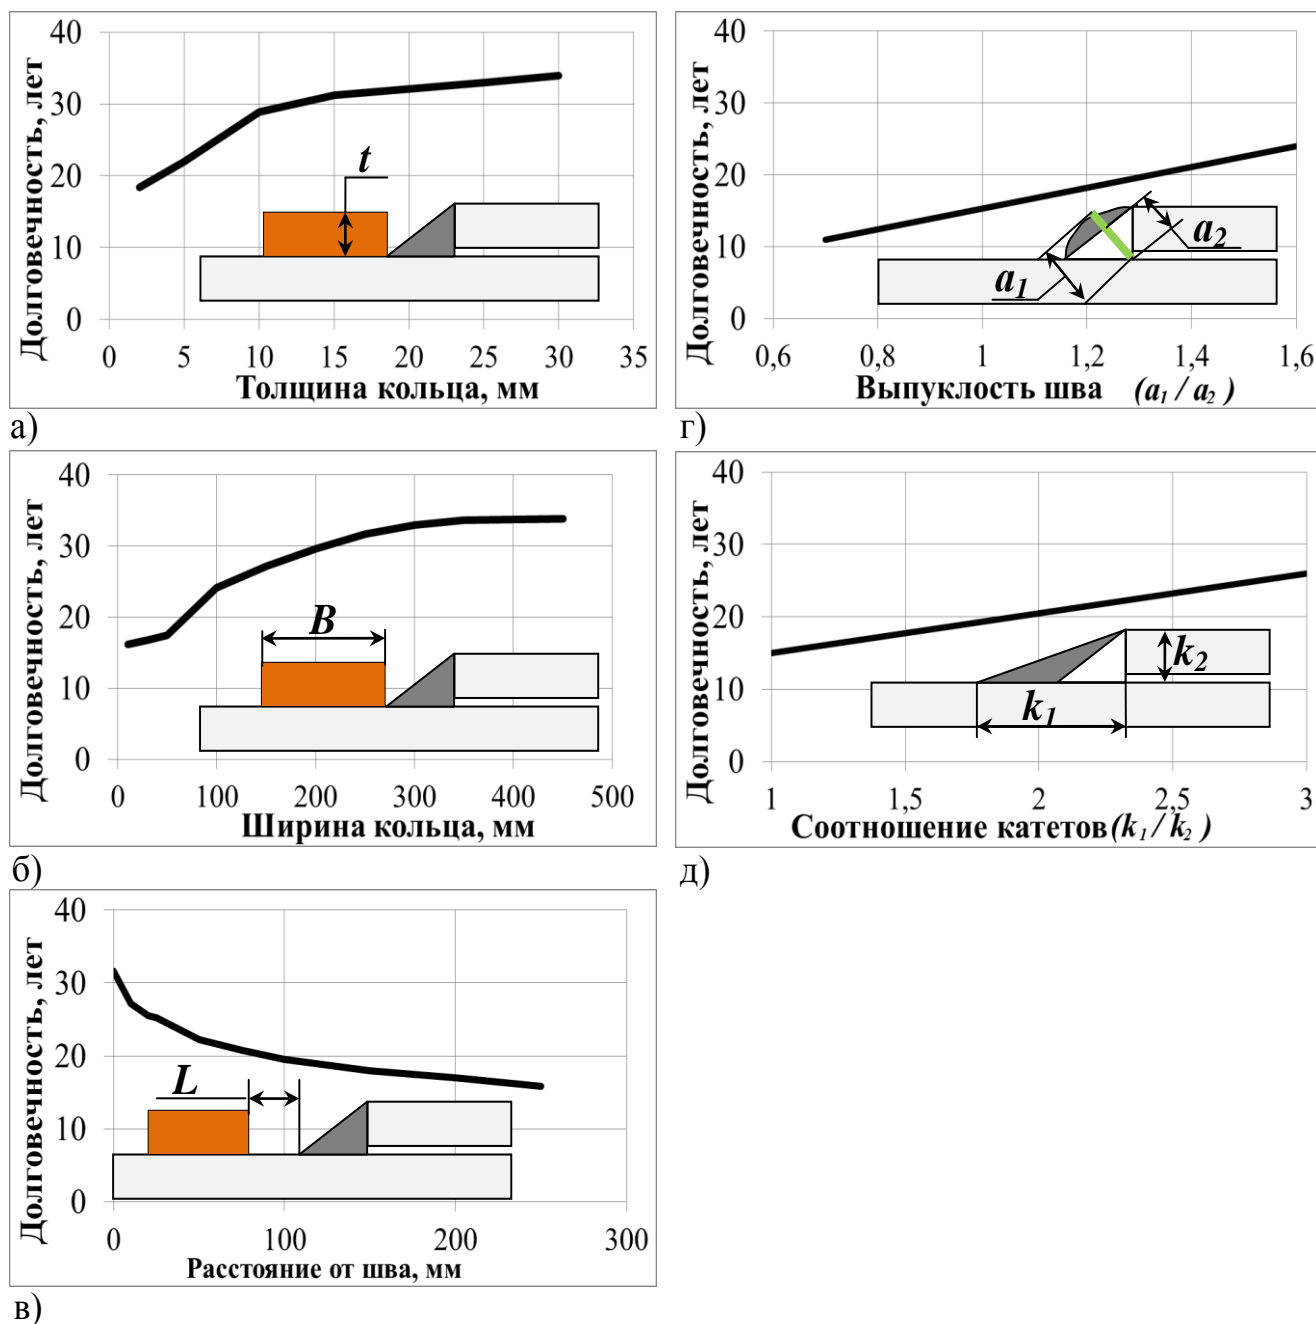 Долговечность, лет
40
30
20
10
0
t
0 5 10 15 20 25 30 35
Толщина кольца, мм
а)
Долговечность, лет
40
30
20
10
0
B
0 100 200 300 400 500
Ширина кольца, мм
б)
Долговечность, лет
40
30
20
10
0
L
0 100 200 300
Расстояние от шва, мм
в)
Долговечность, лет
40
30
20
10
0
a2
a1
0,6 0,8 1 1,2 1,4 1,6
Выпуклость шва (a1 / a2 )
г)
Долговечность, лет
40
30
20
10
0
k2
k1
1 1,5 2 2,5 3
Соотношение катетов(k1 / k2 )
д)